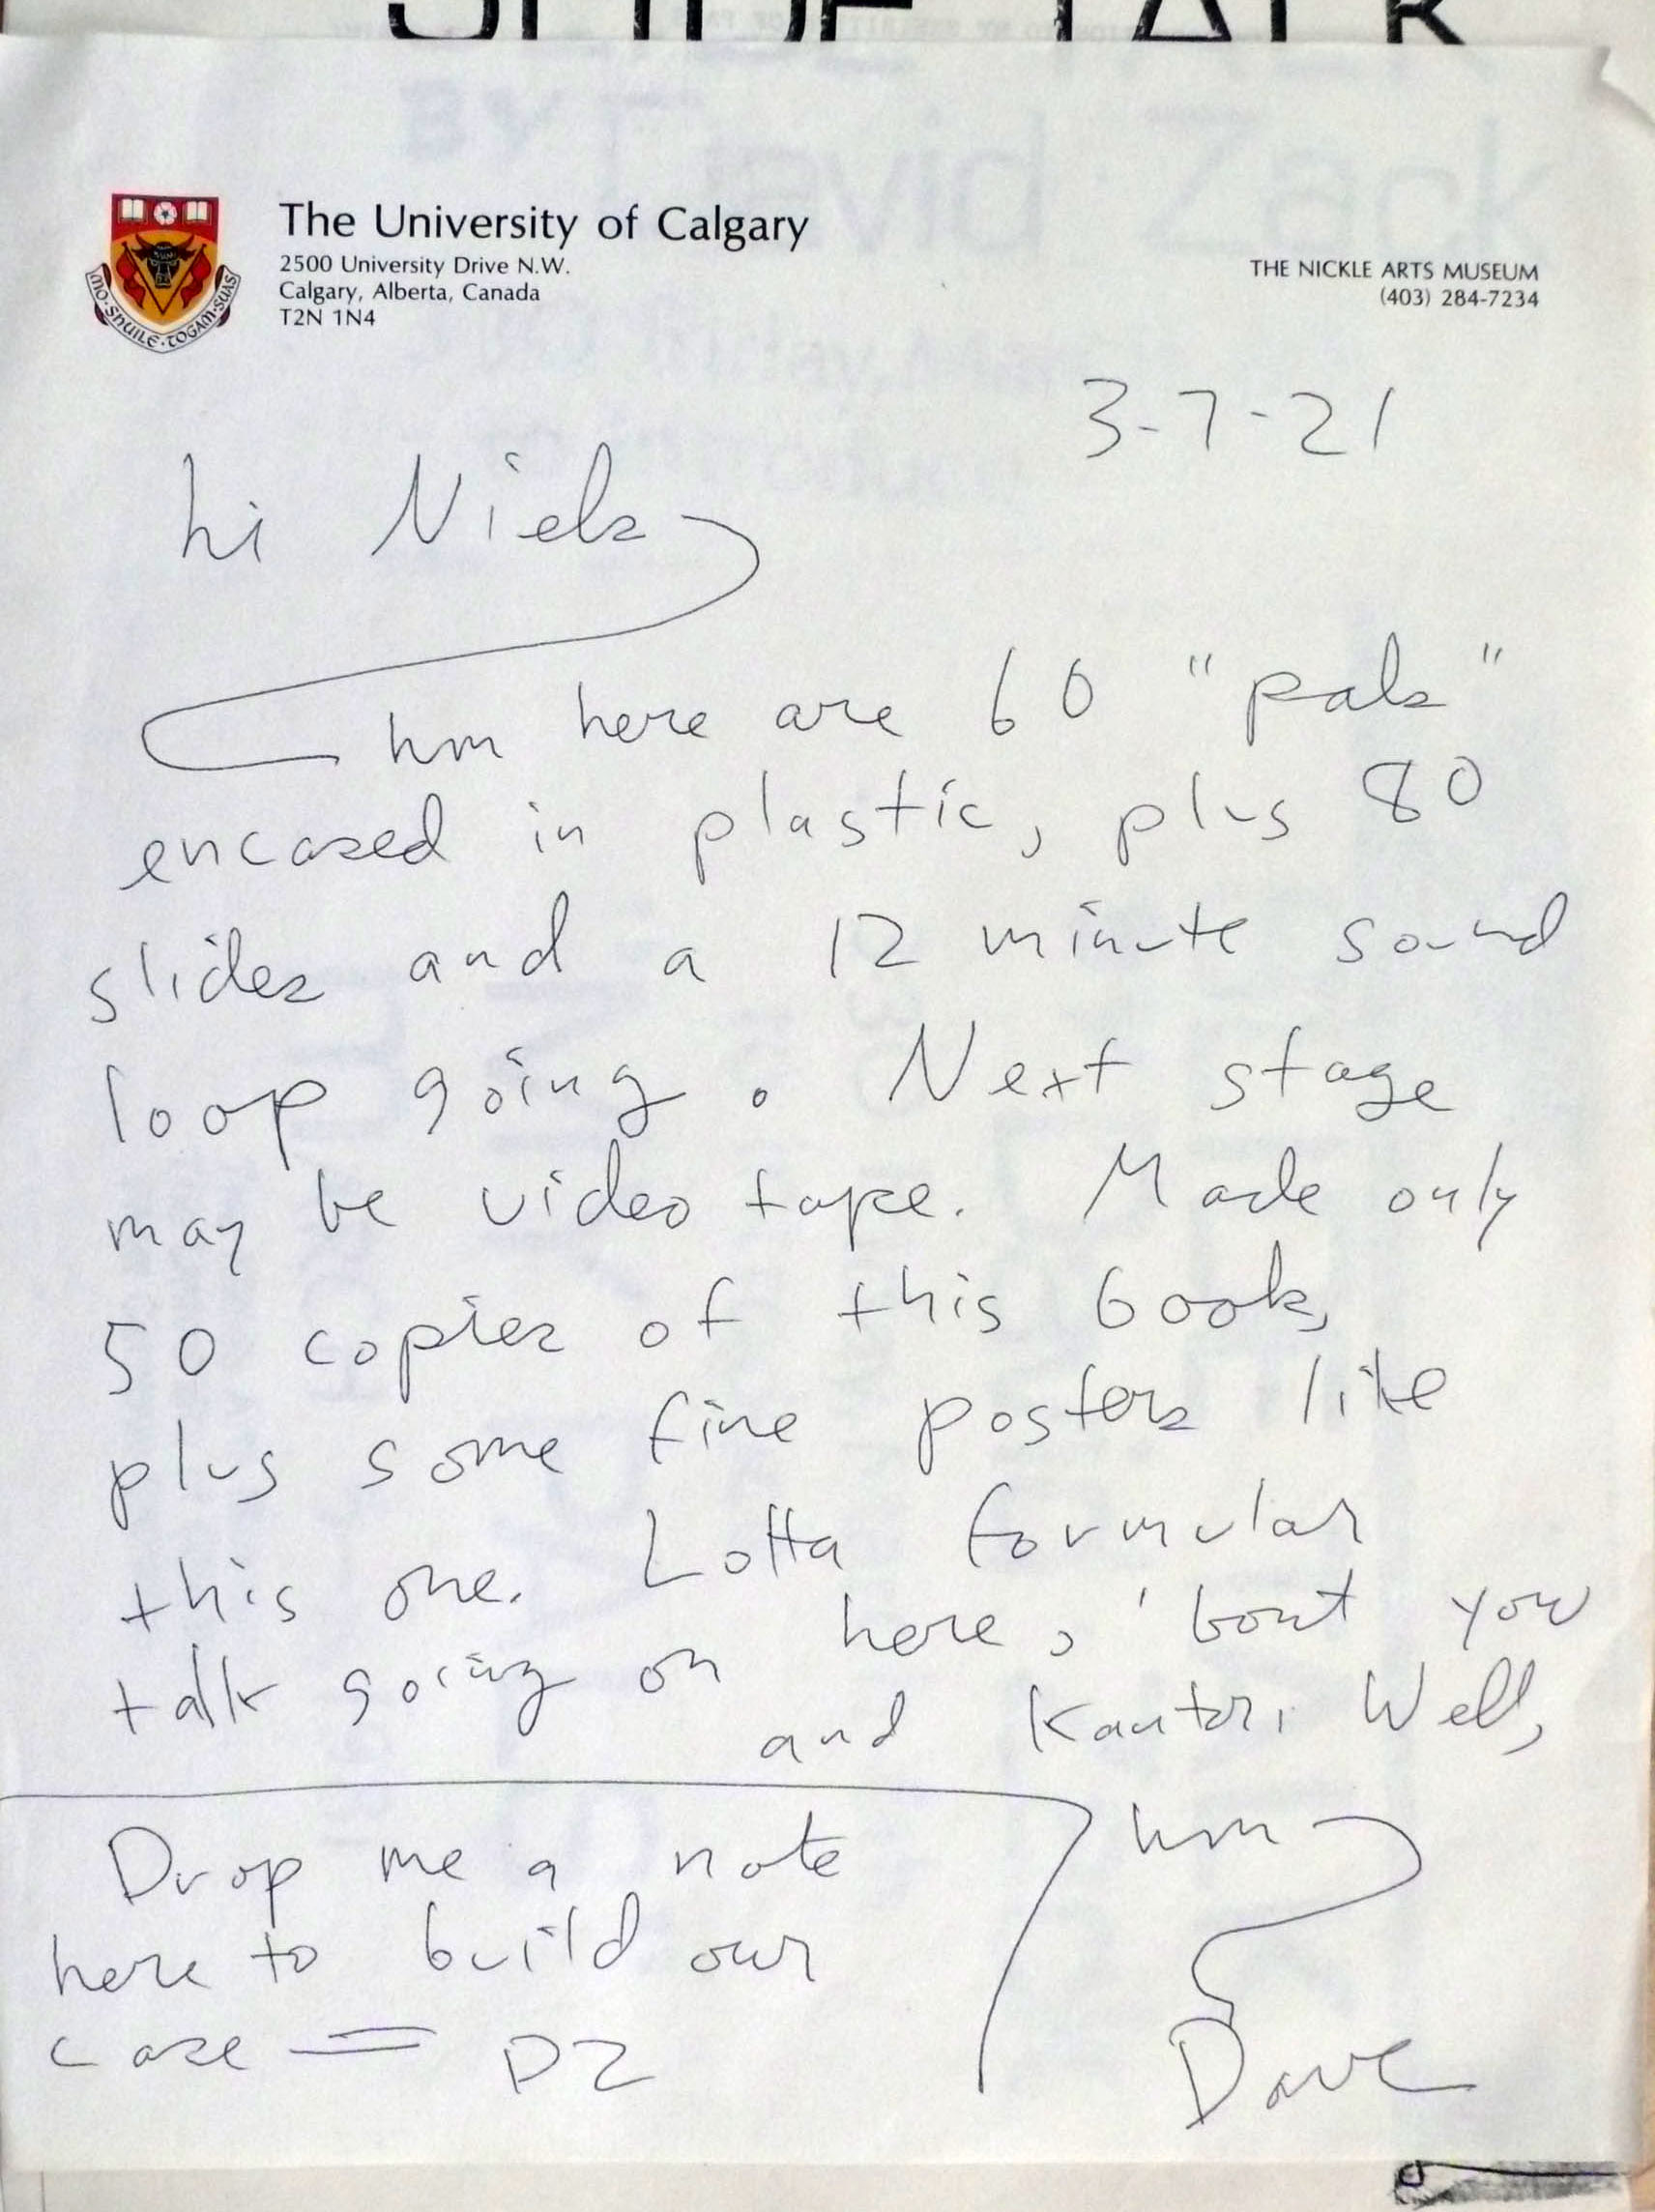 The University of Calgary
2500 University Drive N.W.
Calgary, Alberta, Canada
T2N 1N4
MO·SHUILE·TOGAM·SUAS
THE NICKLE ARTS MUSEUM
(403) 284-7234
3-7-21
hi Niels
hm here are 60 "pals"
encased in plastic, plus 80
slides and a 12 minute sound
loop going. Next stage
may be video tape. Made only
50 copies of this book,
plus some fine posters like
this one. Lotta formular
talk going on here, 'bout you
and Kantor. Well,
hm
Dave
Drop me a note
here to build our
case = DZ